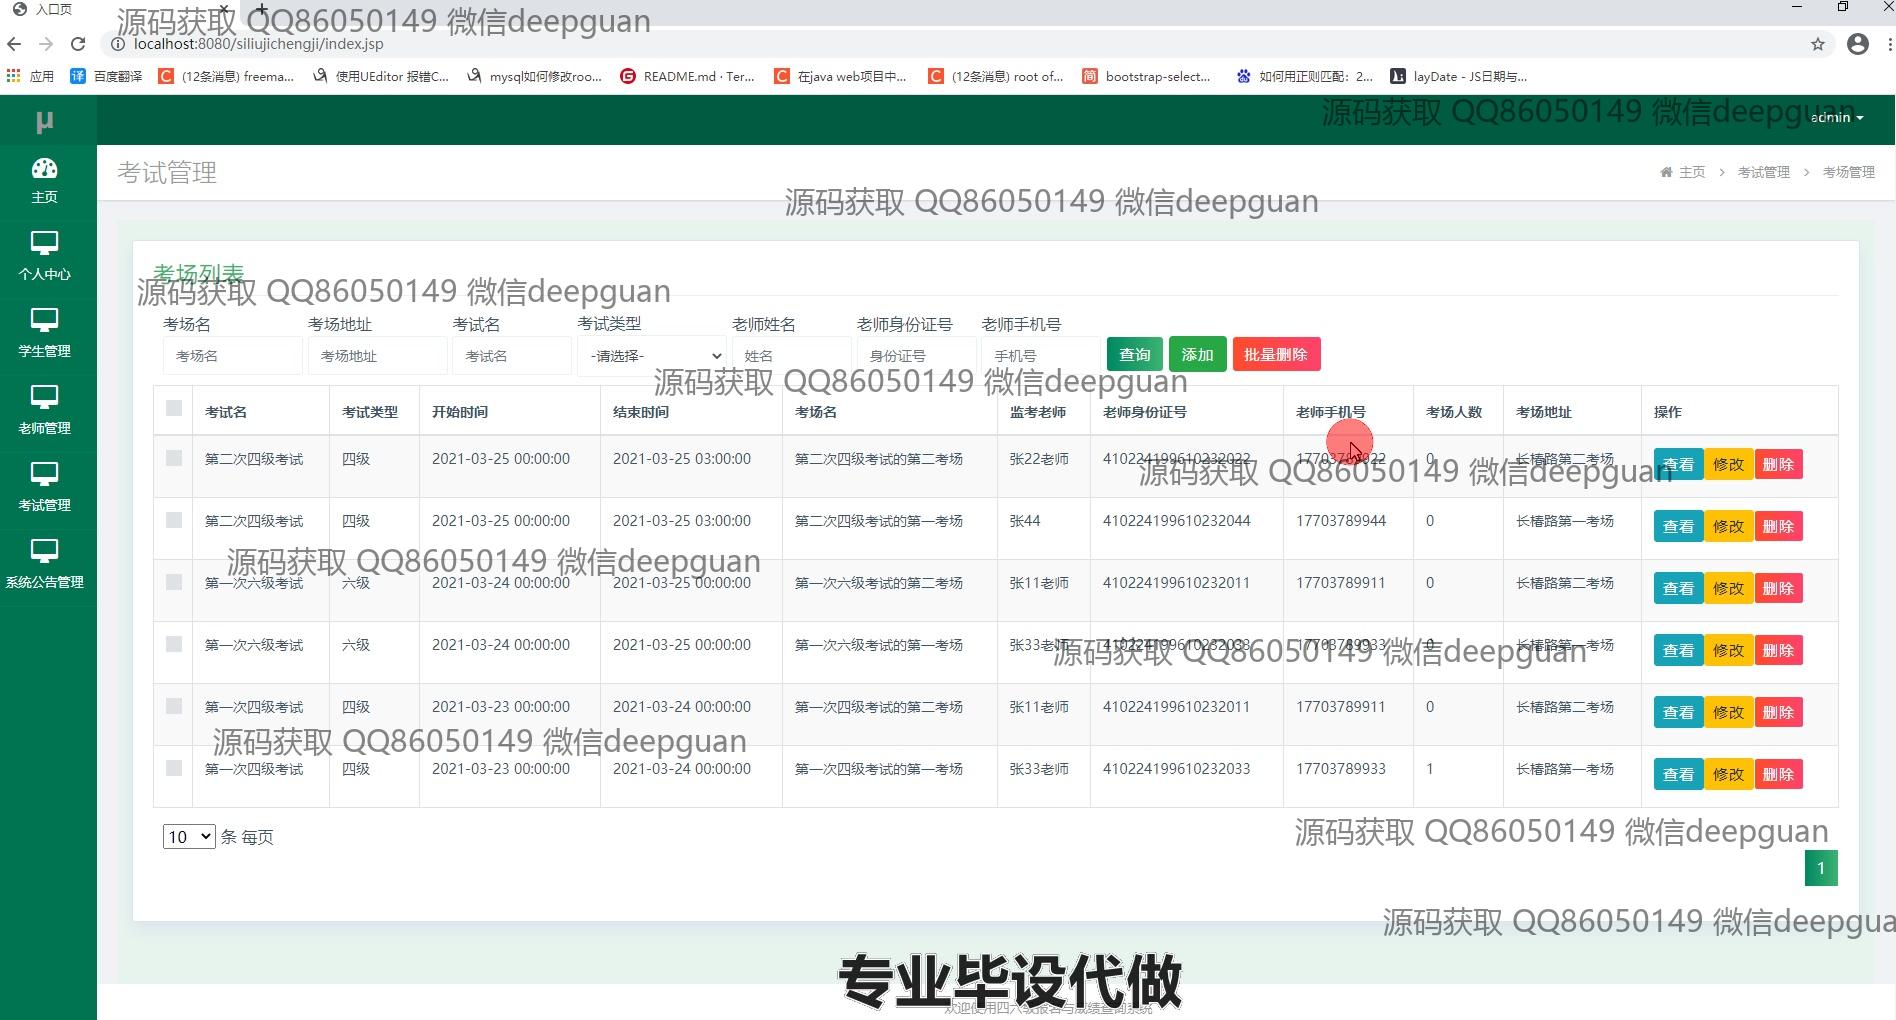 入口页
源码获取 QQ86050149 微信deepguan
localhost:8080/siliujichengji/index.jsp
应用 百度翻译 (12条消息) freema... 使用UEditor 报错C... mysql如何修改roo... README.md · Ter... 在java web项目中... (12条消息) root of... bootstrap-select... 如何用正则匹配：2... layDate - JS日期与...
μ
源码获取 QQ86050149 微信deepguan
admin
主页
考试管理
主页 > 考试管理 > 考场管理
源码获取 QQ86050149 微信deepguan
个人中心
学生管理
老师管理
考试管理
系统公告管理
考场列表
源码获取 QQ86050149 微信deepguan
考场名 考场地址 考试名 考试类型 老师姓名 老师身份证号 老师手机号
考场名 考场地址 考试名 -请选择- 姓名 身份证号 手机号 查询 添加 批量删除
源码获取 QQ86050149 微信deepguan
考试名 考试类型 开始时间 结束时间 考场名 监考老师 老师身份证号 老师手机号 考场人数 考场地址 操作
第二次四级考试 四级 2021-03-25 00:00:00 2021-03-25 03:00:00 第二次四级考试的第二考场 张22老师 410224199610232022 17703789922 0 长椿路第二考场 查看 修改 删除
源码获取 QQ86050149 微信deepguan
第二次四级考试 四级 2021-03-25 00:00:00 2021-03-25 03:00:00 第二次四级考试的第一考场 张44 410224199610232044 17703789944 0 长椿路第一考场 查看 修改 删除
源码获取 QQ86050149 微信deepguan
第一次六级考试 六级 2021-03-24 00:00:00 2021-03-25 00:00:00 第一次六级考试的第二考场 张11老师 410224199610232011 17703789911 0 长椿路第二考场 查看 修改 删除
第一次六级考试 六级 2021-03-24 00:00:00 2021-03-25 00:00:00 第一次六级考试的第一考场 张33老师 410224199610232033 17703789933 0 长椿路第一考场 查看 修改 删除
源码获取 QQ86050149 微信deepguan
第一次四级考试 四级 2021-03-23 00:00:00 2021-03-24 00:00:00 第一次四级考试的第二考场 张11老师 410224199610232011 17703789911 0 长椿路第二考场 查看 修改 删除
源码获取 QQ86050149 微信deepguan
第一次四级考试 四级 2021-03-23 00:00:00 2021-03-24 00:00:00 第一次四级考试的第一考场 张33老师 410224199610232033 17703789933 1 长椿路第一考场 查看 修改 删除
10 条 每页
源码获取 QQ86050149 微信deepguan
1
源码获取 QQ86050149 微信deepgua
专业毕设代做
欢迎使用四六级报名与成绩查询系统